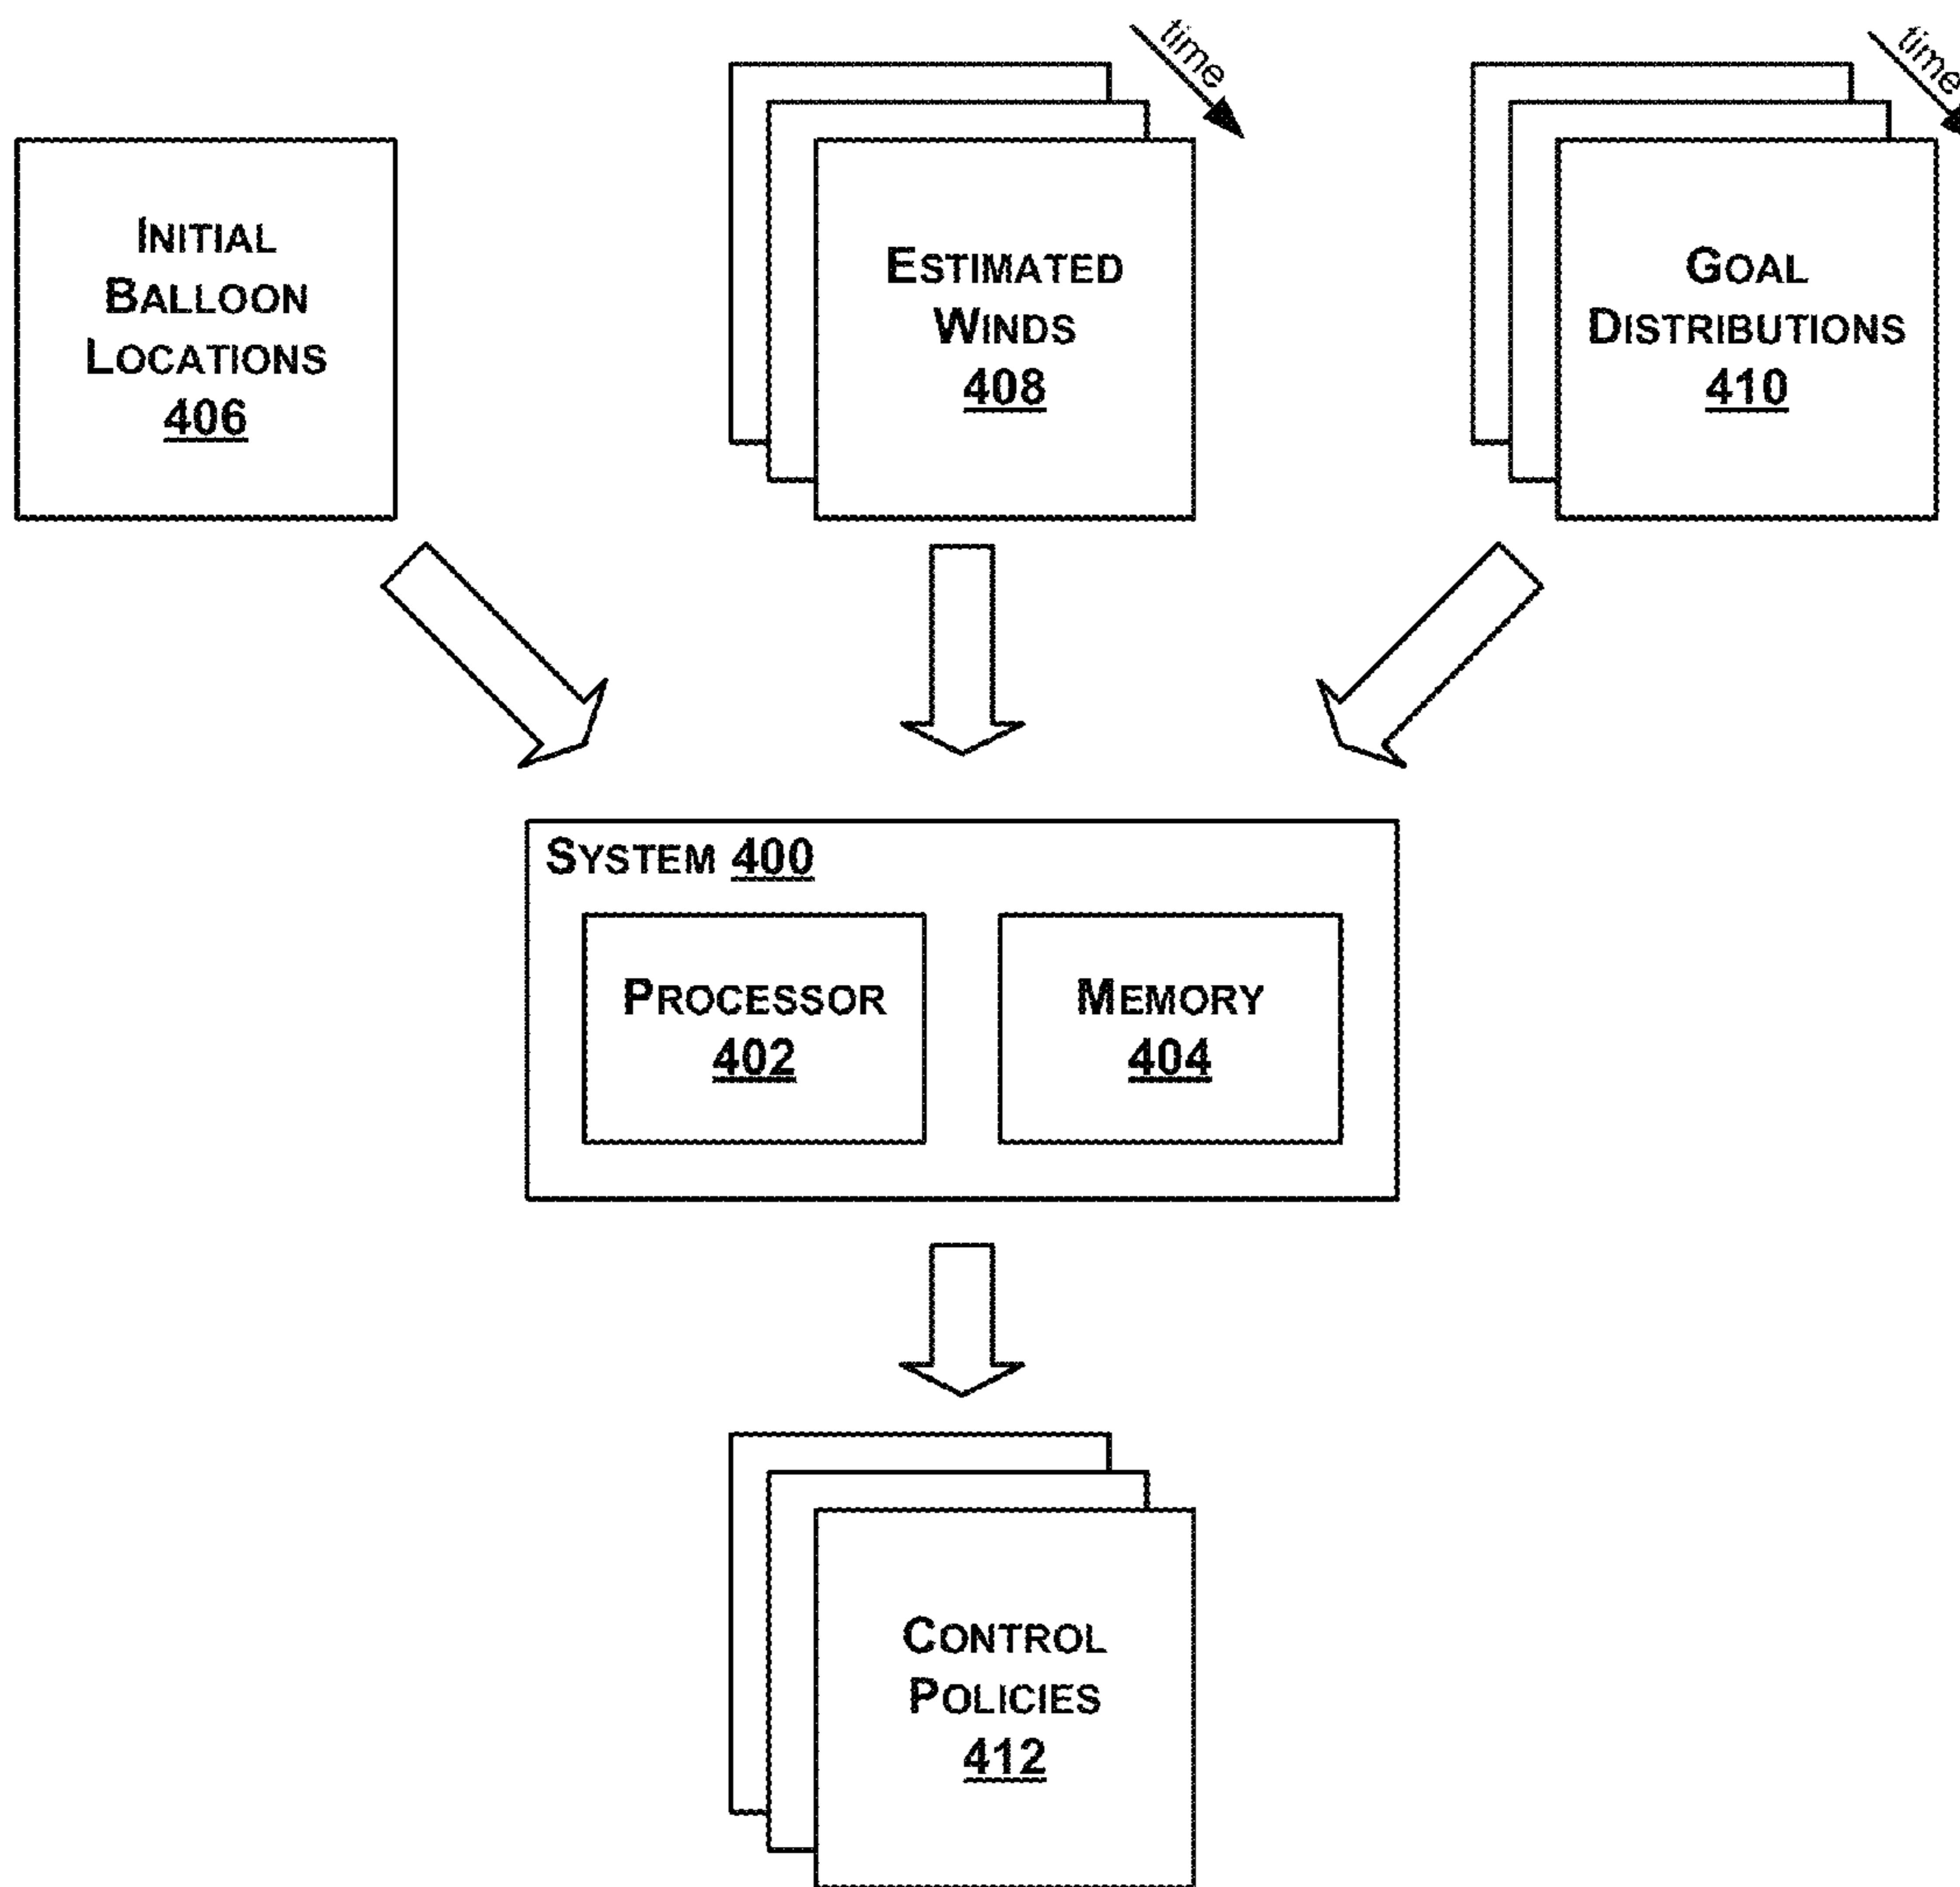 time
time
INITIAL
BALLOON
LOCATIONS
406
ESTIMATED
WINDS
408
GOAL
DISTRIBUTIONS
410
SYSTEM 400
PROCESSOR
402
MEMORY
404
CONTROL
POLICIES
412